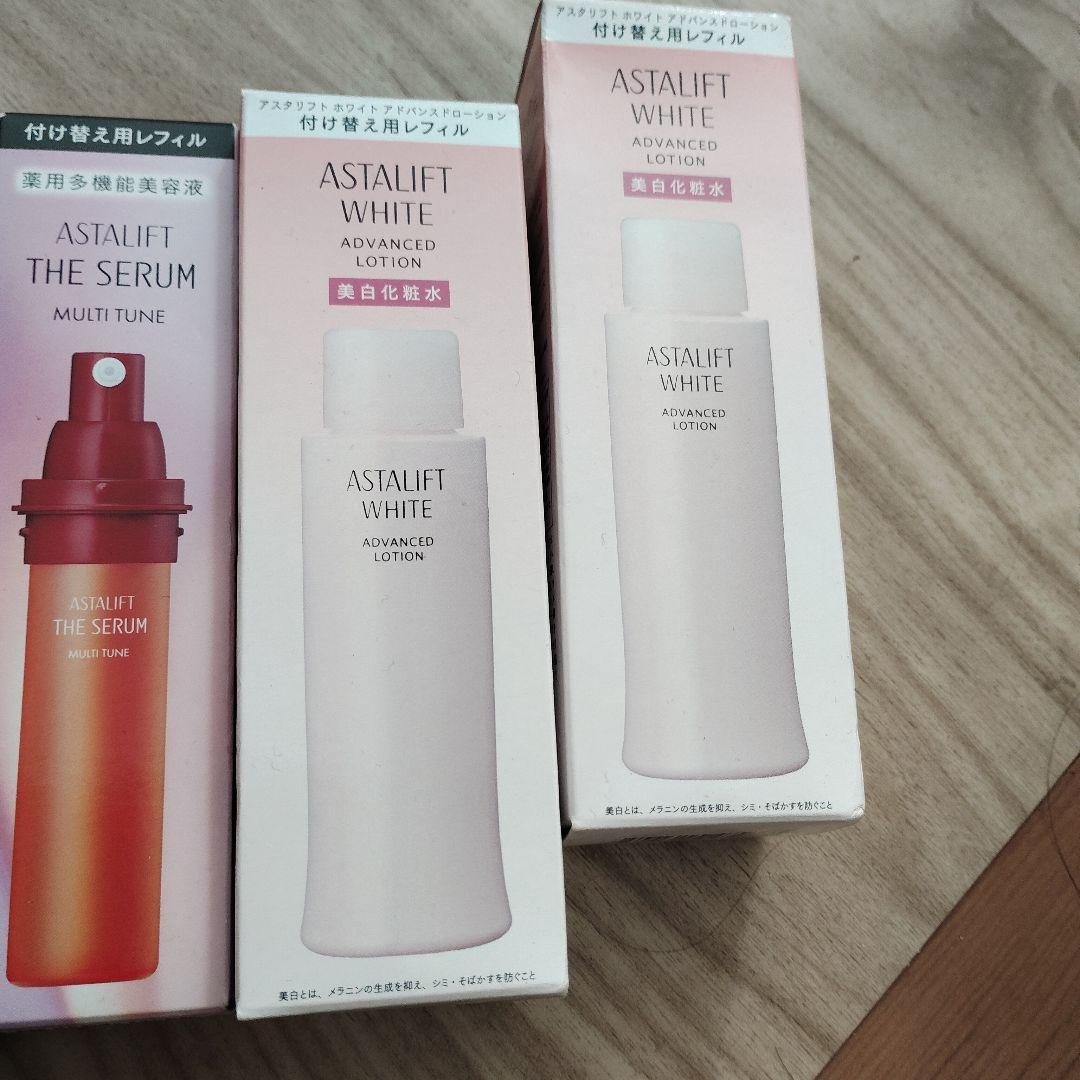 付け替え用レフィル
薬用多機能美容液
ASTALIFT
THE SERUM
MULTI TUNE
ASTALIFT
THE SERUM
MULTI TUNE
アスタリフト ホワイト アドバンスドローション
付け替え用レフィル
ASTALIFT
WHITE
ADVANCED
LOTION
美白化粧水
ASTALIFT
WHITE
ADVANCED
LOTION
美白とは、メラニンの生成を抑え、シミ・そばかすを防ぐこと
アスタリフト ホワイト アドバンスドローション
付け替え用レフィル
ASTALIFT
WHITE
ADVANCED
LOTION
美白化粧水
ASTALIFT
WHITE
ADVANCED
LOTION
美白とは、メラニンの生成を抑え、シミ・そばかすを防ぐこと